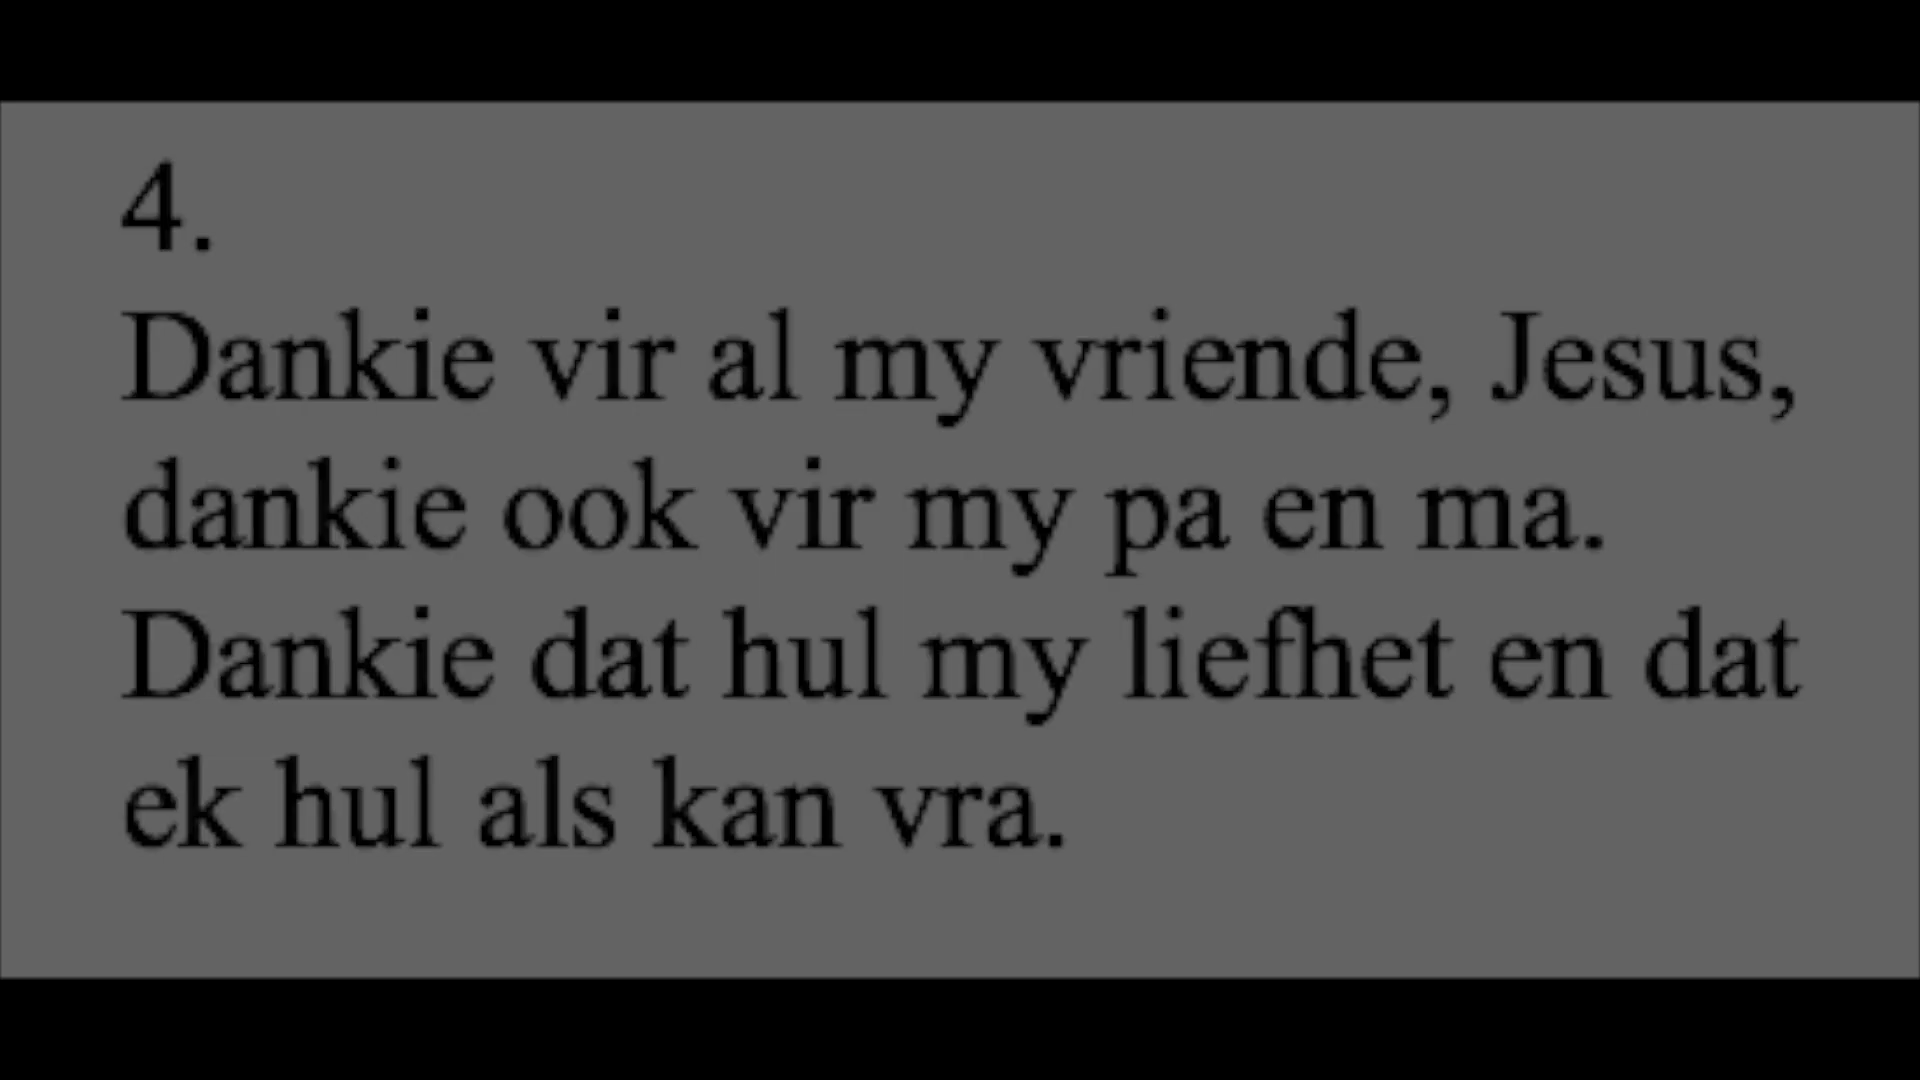 4.
Dankie vir al my vriende, Jesus,
dankie ook vir my pa en ma.
Dankie dat hul my liefhet en dat
ek hul als kan vra.